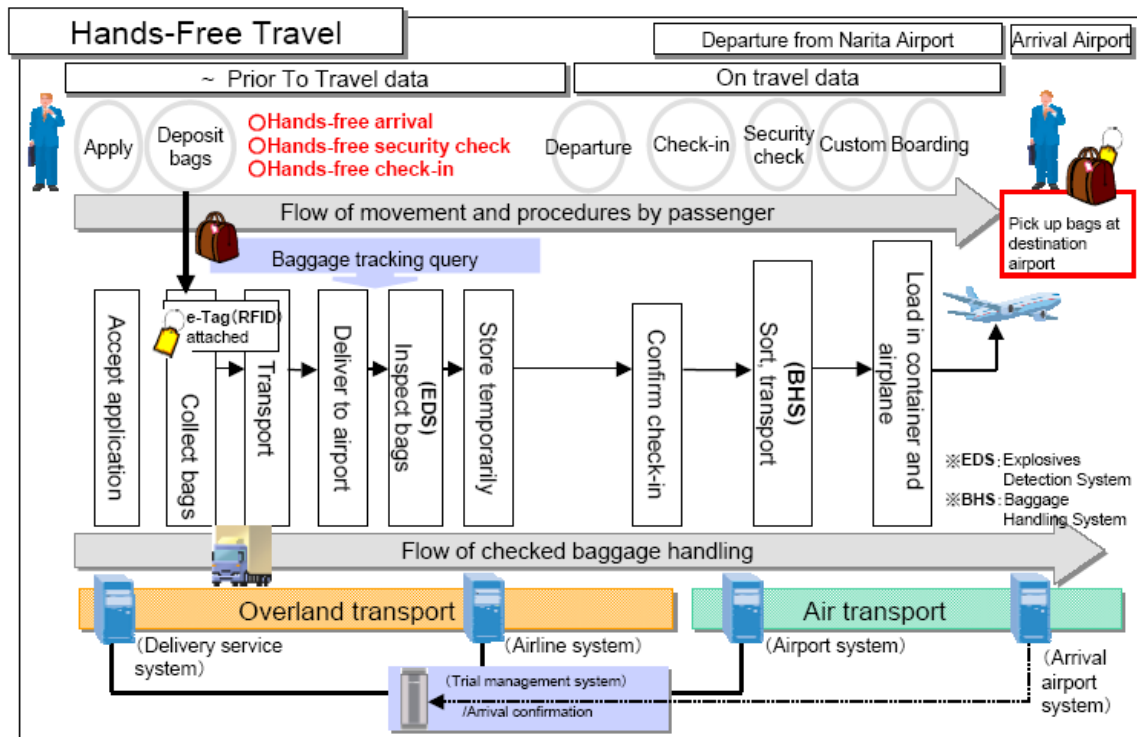 Hands-Free Travel
Departure from Narita Airport
Arrival Airport
~ Prior To Travel data
On travel data
Apply
Deposit
bags
○Hands-free arrival
○Hands-free security check
○Hands-free check-in
Departure
Check-in
Security
check
Custom
Boarding
Flow of movement and procedures by passenger
Pick up bags at
destination
airport
Baggage tracking query
e-Tag(RFID)
attached
Accept application
Collect bags
Transport
Deliver to airport
Inspect bags
(EDS)
Store temporarily
Confirm check-in
Sort, transport
(BHS)
Load in container and
airplane
※EDS:Explosives
Detection System
※BHS:Baggage
Handling System
Flow of checked baggage handling
Overland transport
Air transport
(Delivery service
system)
(Airline system)
(Airport system)
(Arrival
airport
system)
(Trial management system)
/Arrival confirmation